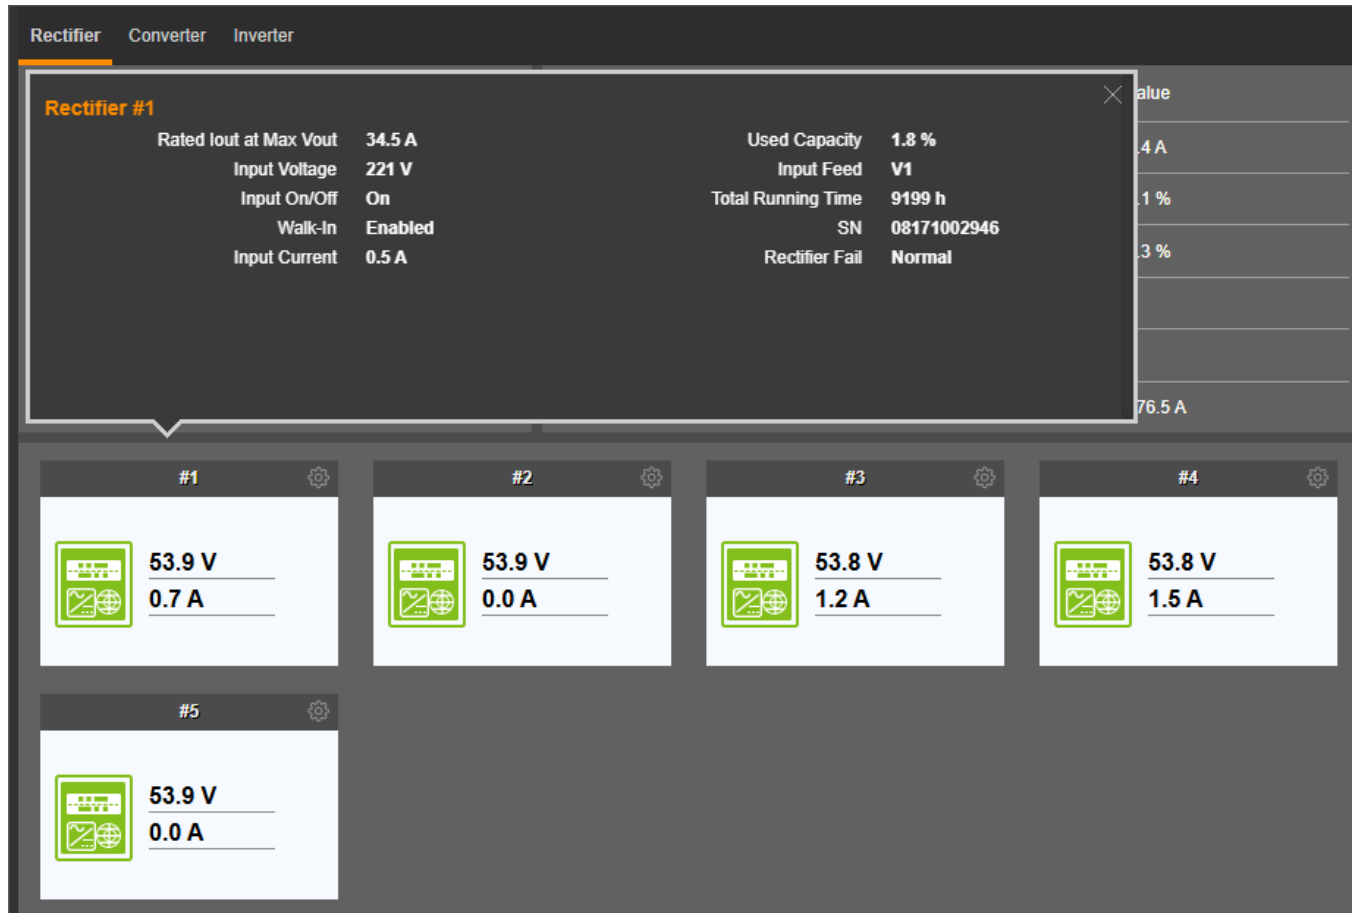 Rectifier Converter Inverter
Rectifier #1
Rated Iout at Max Vout 34.5 A Used Capacity 1.8 %
Input Voltage 221 V Input Feed V1
Input On/Off On Total Running Time 9199 h
Walk-In Enabled SN 08171002946
Input Current 0.5 A Rectifier Fail Normal
alue
.4 A
.1 %
.3 %
76.5 A
#1 #2 #3 #4
53.9 V 53.9 V 53.8 V 53.8 V
0.7 A 0.0 A 1.2 A 1.5 A
#5
53.9 V
0.0 A